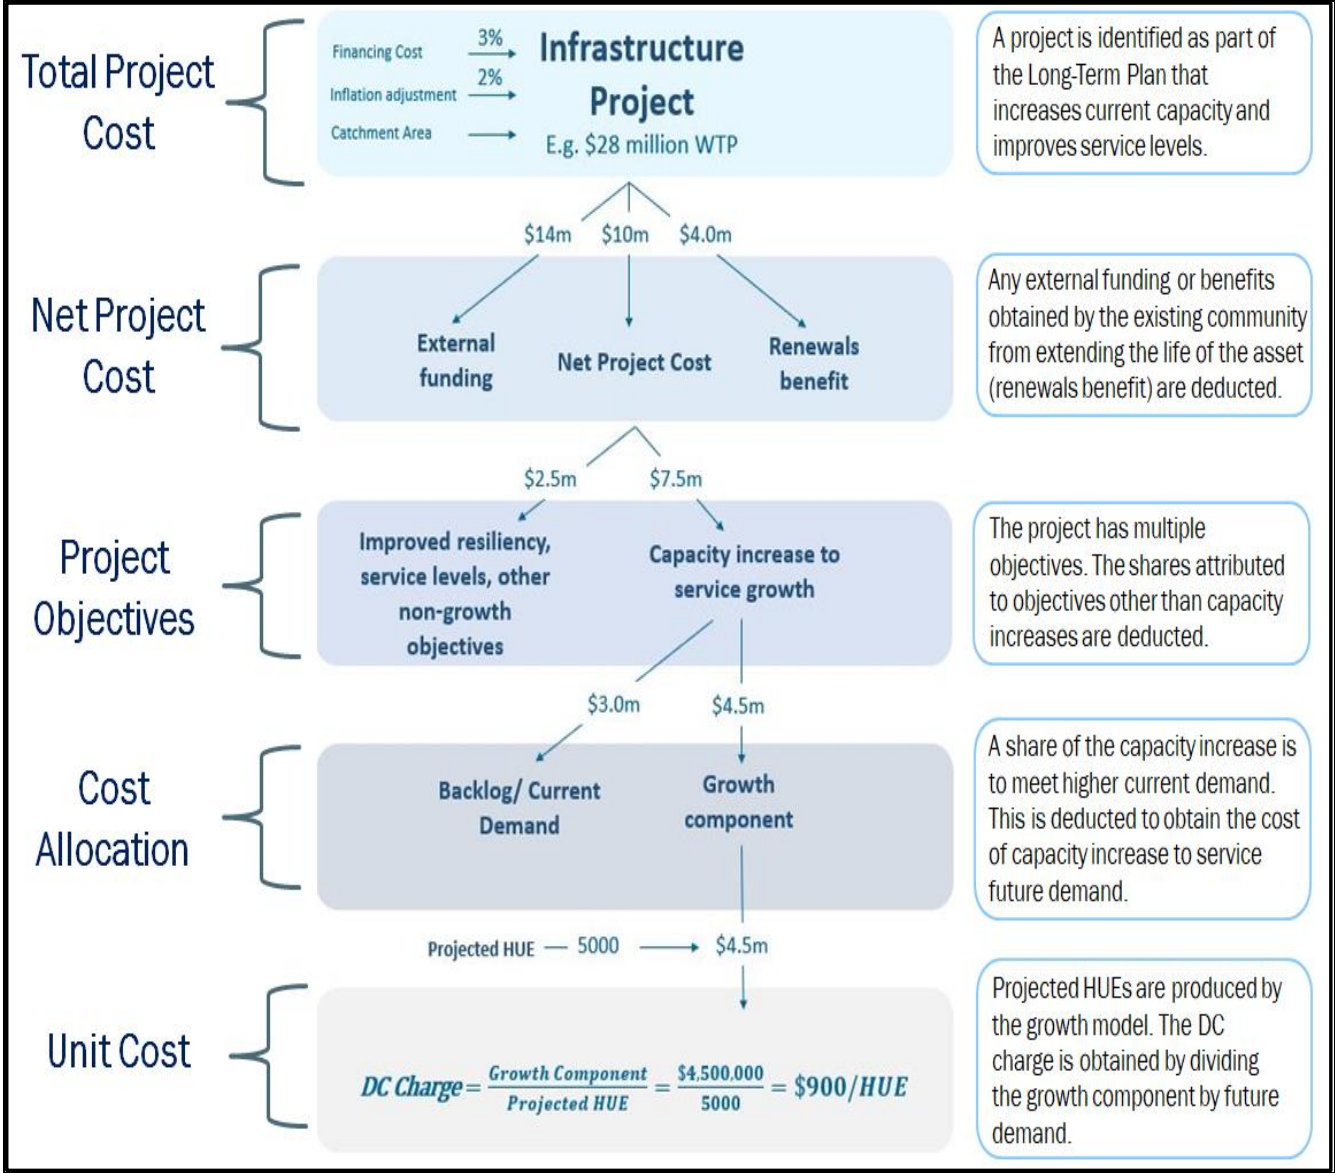 Total Project
Cost
Financing Cost
3%
Inflation adjustment
2%
Catchment Area
Infrastructure
Project
E.g. $28 million WTP
A project is identified as part of
the Long-Term Plan that
increases current capacity and
improves service levels.
$14m
$10m
$4.0m
Net Project
Cost
External
funding
Net Project Cost
Renewals
benefit
Any external funding or benefits
obtained by the existing community
from extending the life of the asset
(renewals benefit) are deducted.
$2.5m
$7.5m
Project
Objectives
Improved resiliency,
service levels, other
non-growth
objectives
Capacity increase to
service growth
The project has multiple
objectives. The shares attributed
to objectives other than capacity
increases are deducted.
$3.0m
$4.5m
Cost
Allocation
Backlog/ Current
Demand
Growth
component
A share of the capacity increase is
to meet higher current demand.
This is deducted to obtain the cost
of capacity increase to service
future demand.
Projected HUE — 5000
$4.5m
Unit Cost
DC Charge = Growth Component / Projected HUE = $4,500,000 / 5000 = $900/HUE
Projected HUEs are produced by
the growth model. The DC
charge is obtained by dividing
the growth component by future
demand.